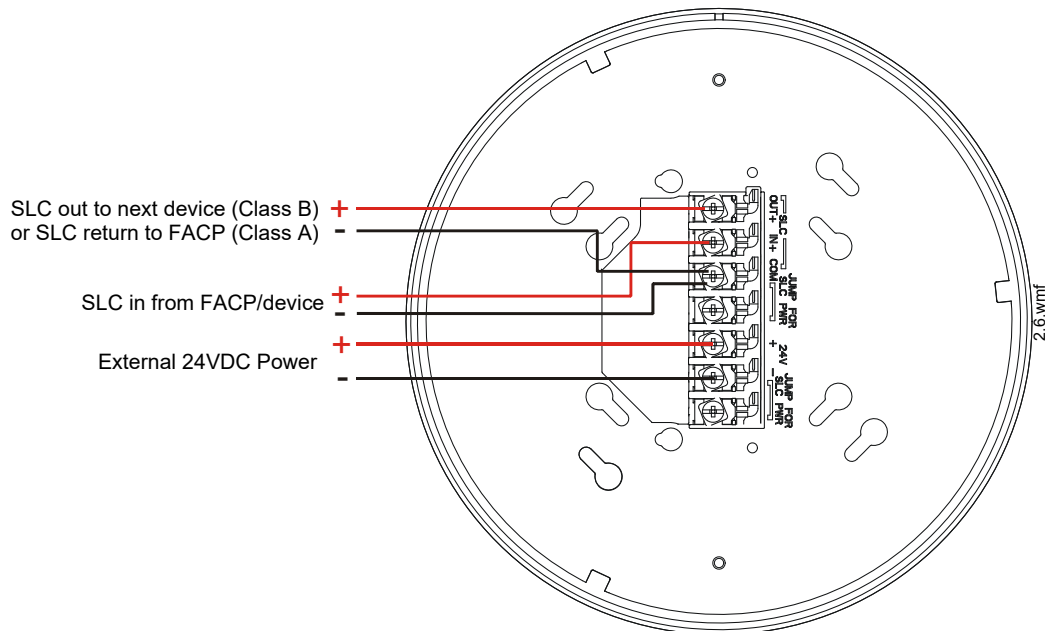 SLC out to next device (Class B) +
or SLC return to FACP (Class A) -
SLC in from FACP/device +
-
External 24VDC Power +
-
OUT+ IN+ COM
SLC
JUMP FOR
SLC PWR
+ 24V -
JUMP FOR
SLC PWR
2.6.wmf